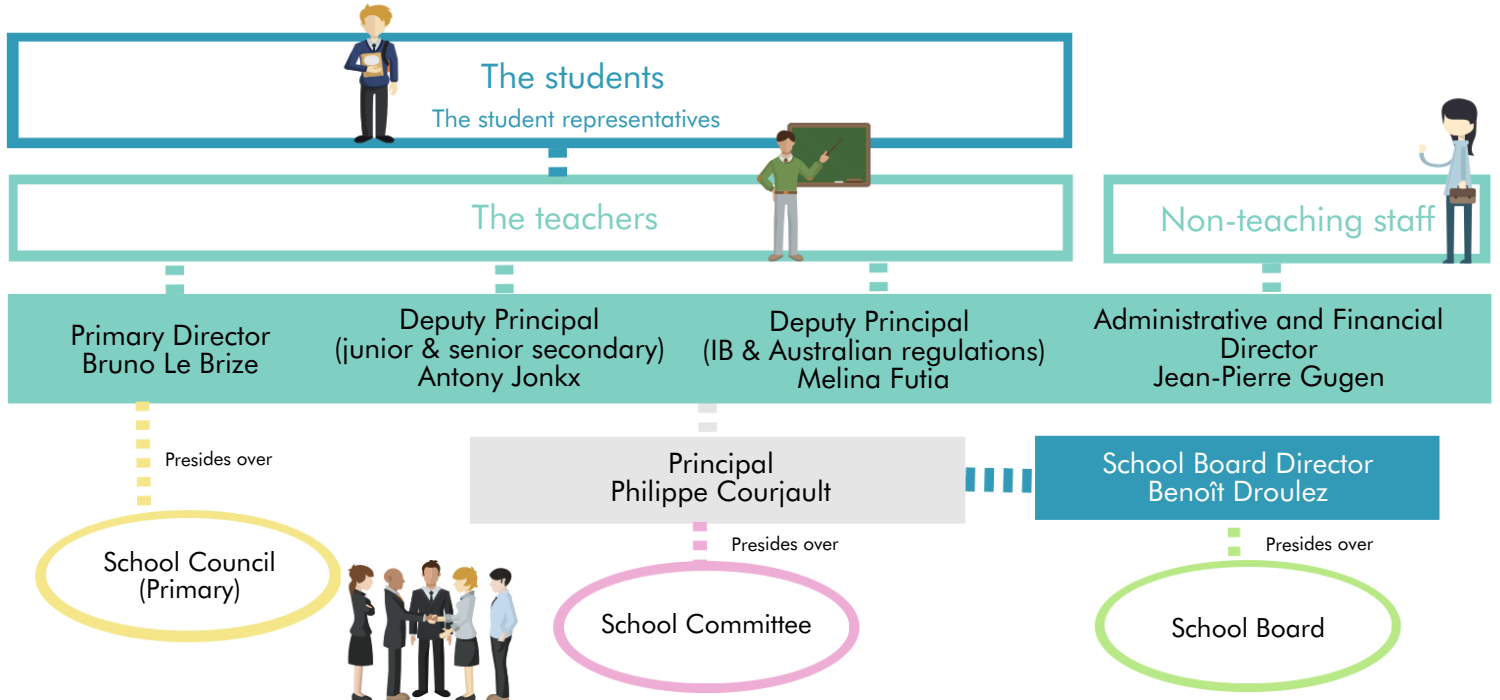 The students
The student representatives
The teachers
Non-teaching staff
Primary Director
Bruno Le Brize
Deputy Principal
(junior & senior secondary)
Antony Jonkx
Deputy Principal
(IB & Australian regulations)
Melina Futia
Administrative and Financial
Director
Jean-Pierre Gugen
Presides over
Principal
Philippe Courjault
School Board Director
Benoît Droulez
Presides over
Presides over
School Council
(Primary)
School Committee
School Board